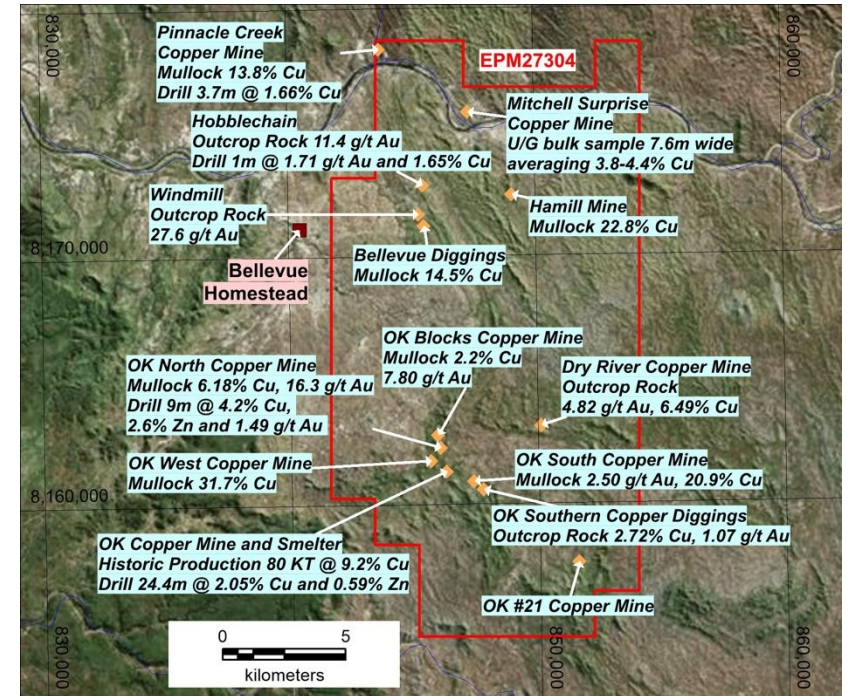 830,000
860,000
Pinnacle Creek
Copper Mine
Mullock 13.8% Cu
Drill 3.7m @ 1.66% Cu
EPM27304
Mitchell Surprise
Copper Mine
U/G bulk sample 7.6m wide
averaging 3.8-4.4% Cu
Hobblechain
Outcrop Rock 11.4 g/t Au
Drill 1m @ 1.71 g/t Au and 1.65% Cu
Windmill
Outcrop Rock
27.6 g/t Au
Hamill Mine
Mullock 22.8% Cu
8,170,000
Bellevue
Homestead
Bellevue Diggings
Mullock 14.5% Cu
OK Blocks Copper Mine
Mullock 2.2% Cu
7.80 g/t Au
OK North Copper Mine
Mullock 6.18% Cu, 16.3 g/t Au
Drill 9m @ 4.2% Cu,
2.6% Zn and 1.49 g/t Au
Dry River Copper Mine
Outcrop Rock
4.82 g/t Au, 6.49% Cu
OK West Copper Mine
Mullock 31.7% Cu
OK South Copper Mine
Mullock 2.50 g/t Au, 20.9% Cu
8,160,000
OK Southern Copper Diggings
Outcrop Rock 2.72% Cu, 1.07 g/t Au
OK Copper Mine and Smelter
Historic Production 80 KT @ 9.2% Cu
Drill 24.4m @ 2.05% Cu and 0.59% Zn
OK #21 Copper Mine
0 5
kilometers
830,000
850,000
860,000